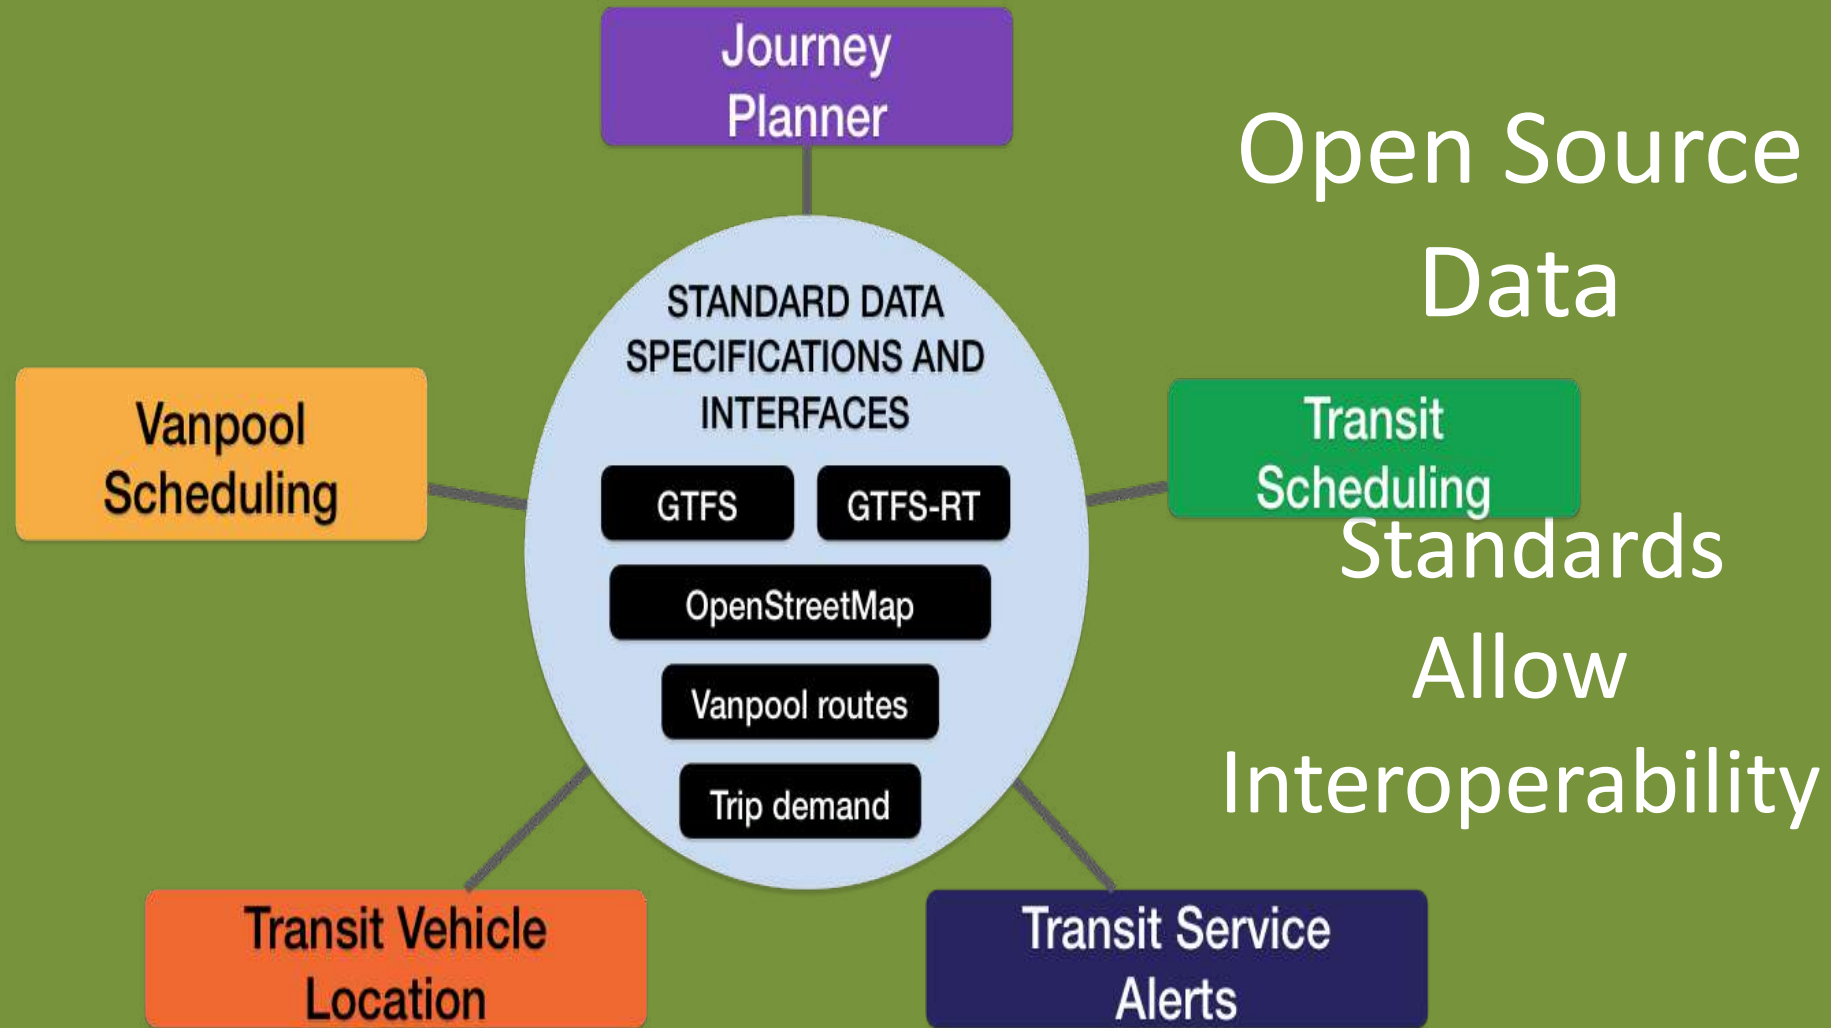 Journey
Planner
Open Source
Data
STANDARD DATA
SPECIFICATIONS AND
INTERFACES
GTFS
GTFS-RT
OpenStreetMap
Vanpool routes
Trip demand
Vanpool
Scheduling
Transit
Scheduling
Standards
Allow
Interoperability
Transit Vehicle
Location
Transit Service
Alerts